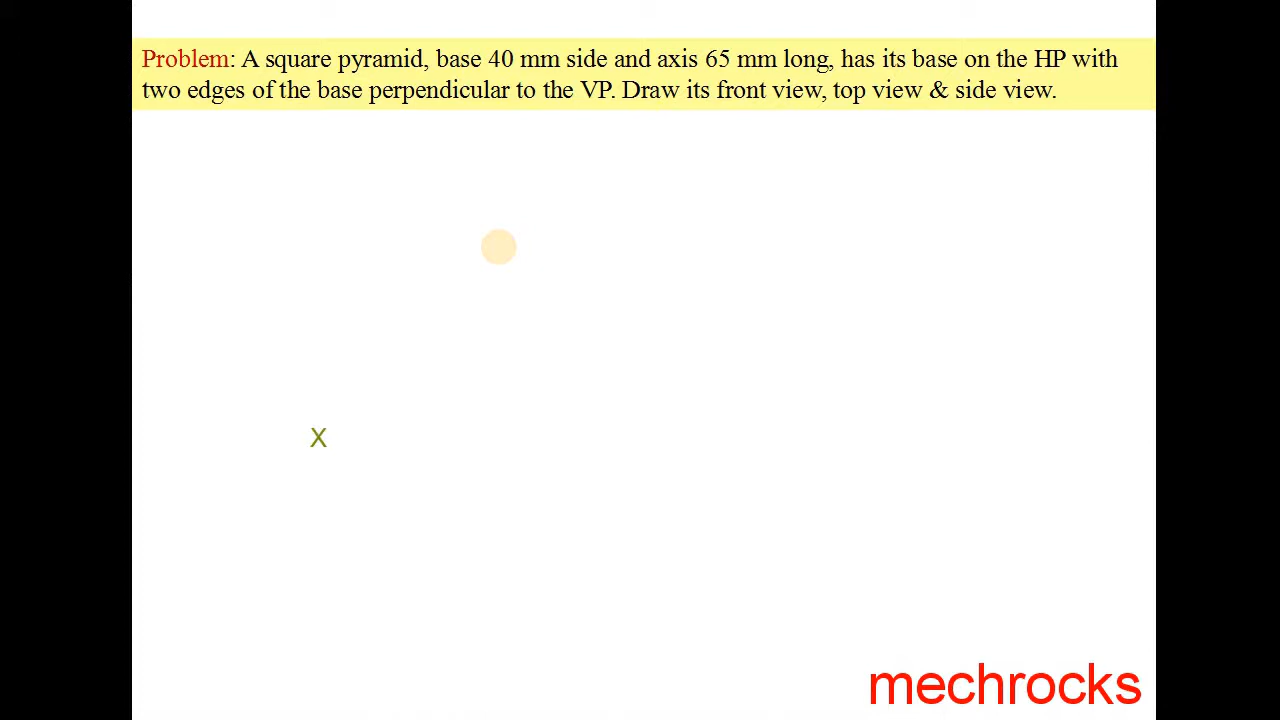 Problem: A square pyramid, base 40 mm side and axis 65 mm long, has its base on the HP with
two edges of the base perpendicular to the VP. Draw its front view, top view & side view.
X
mechrocks